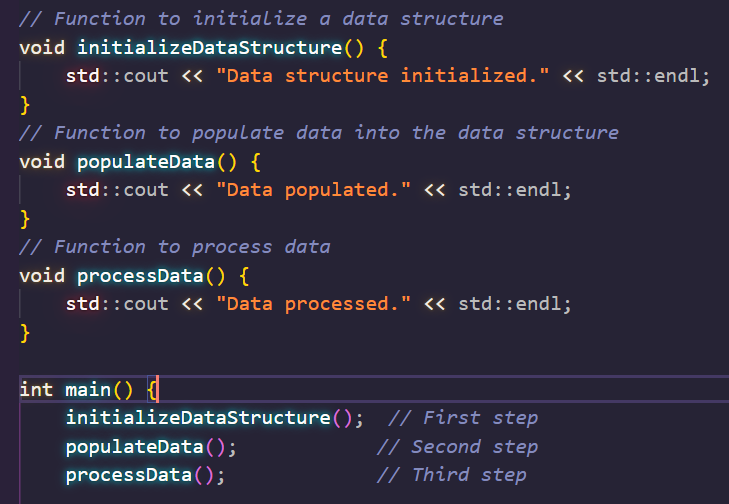 // Function to initialize a data structure
void initializeDataStructure() {
    std::cout << "Data structure initialized." << std::endl;
}
// Function to populate data into the data structure
void populateData() {
    std::cout << "Data populated." << std::endl;
}
// Function to process data
void processData() {
    std::cout << "Data processed." << std::endl;
}
int main() {
    initializeDataStructure();  // First step
    populateData();            // Second step
    processData();             // Third step